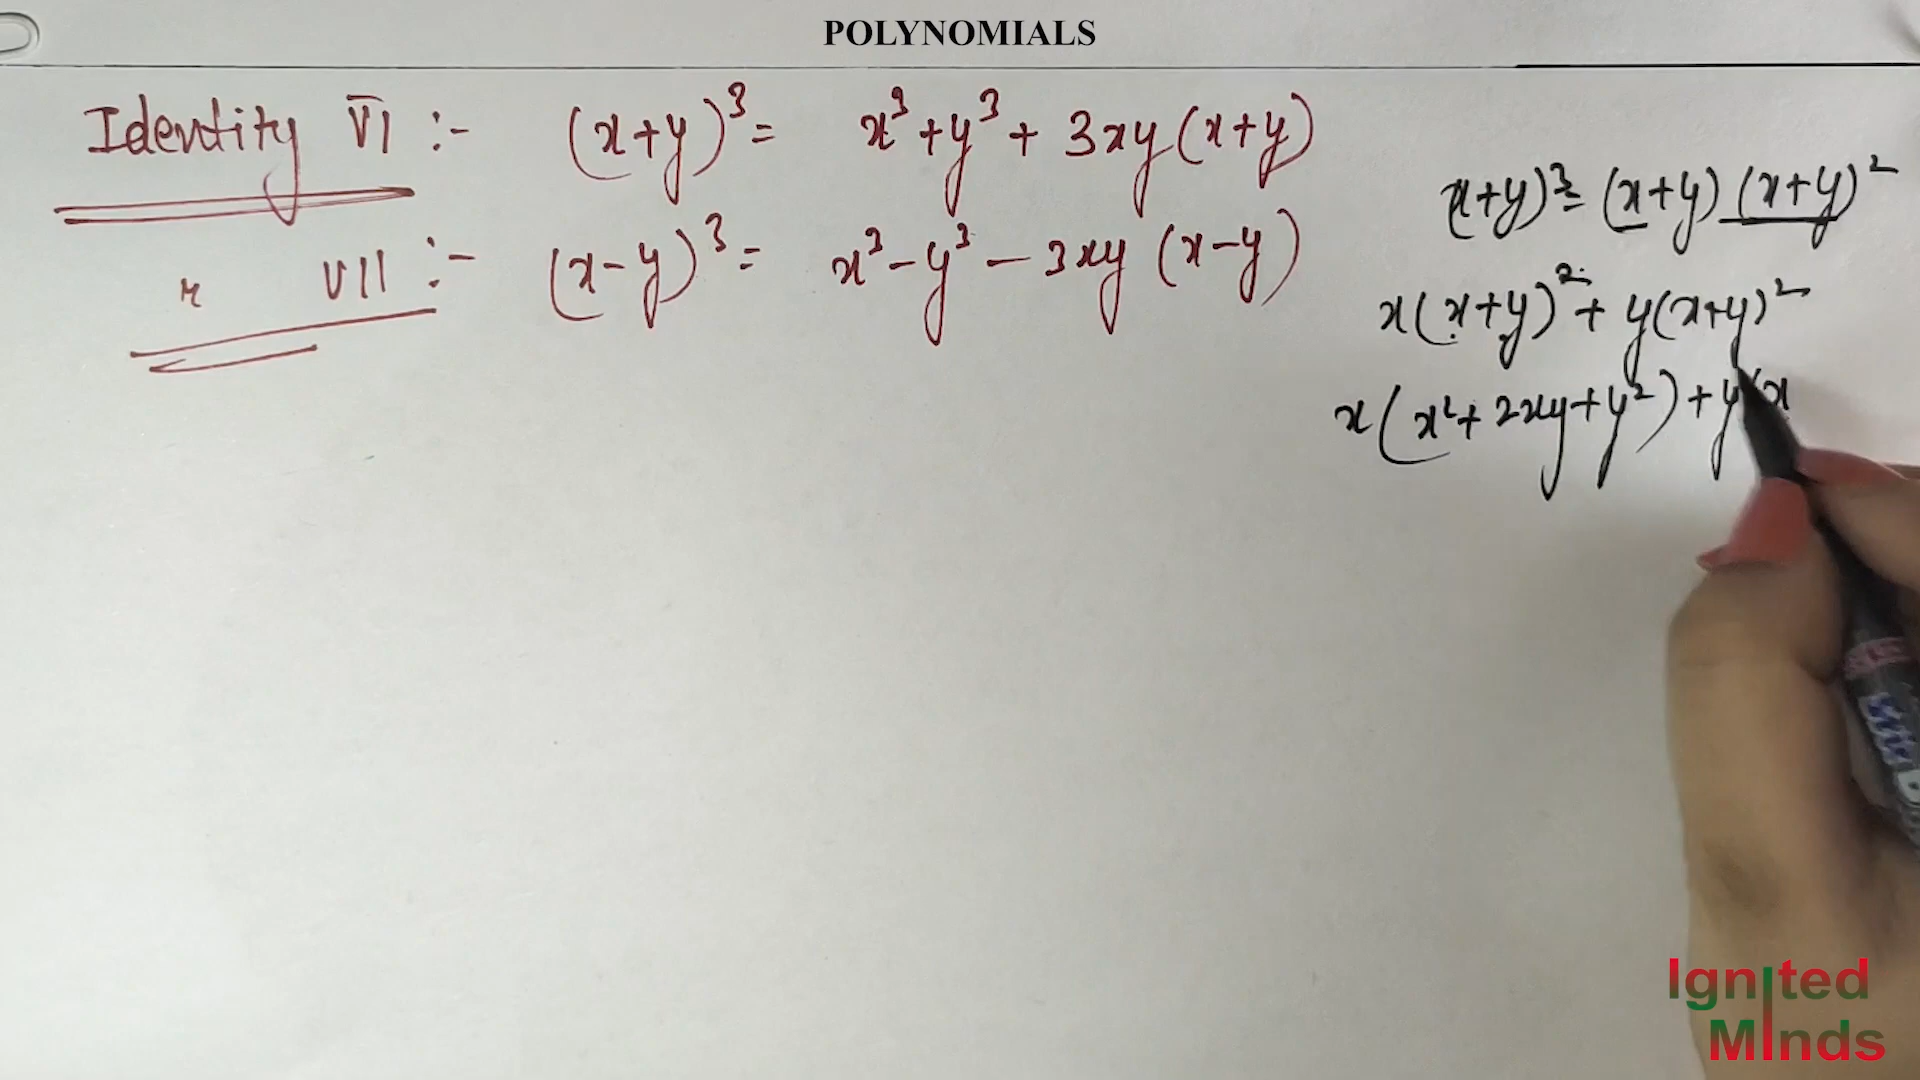 POLYNOMIALS
Identity VI :- (x+y)³ = x³+y³+ 3xy(x+y)
" VII :- (x-y)³ = x³-y³-3xy (x-y)
(x+y)³= (x+y) (x+y)²
x(x+y)²+ y(x+y)²
x(x²+2xy+y²)+y(x
Ignited
Minds